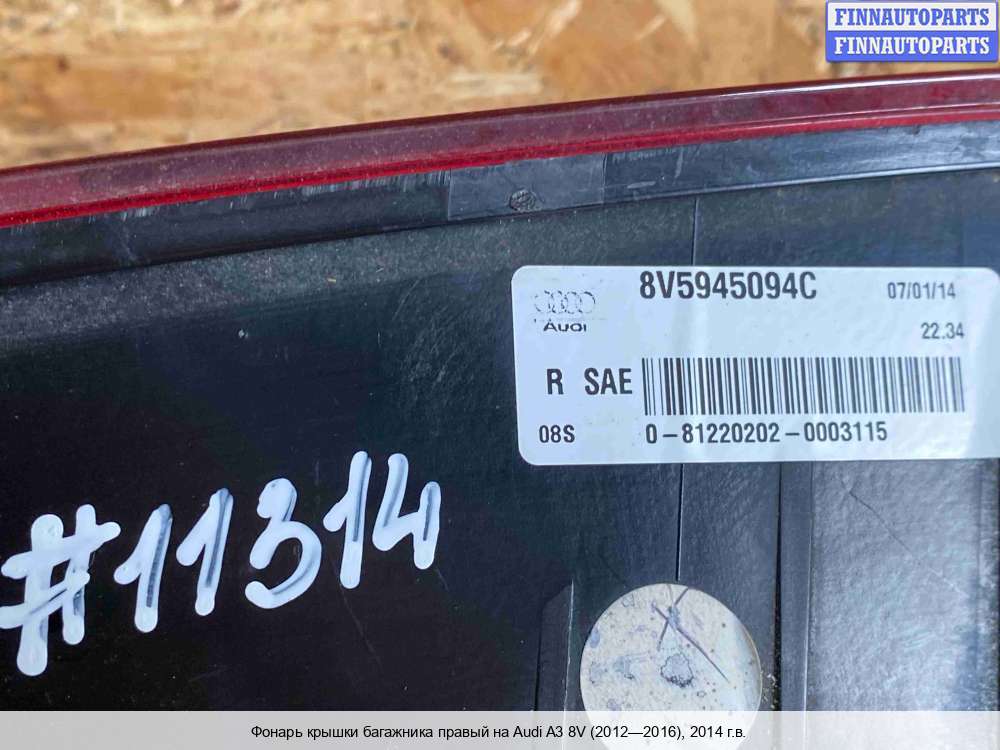 FINNAUTOPARTS
FINNAUTOPARTS
8V5945094C
07/01/14
Audi
22.34
R SAE
08S
0-81220202-0003115
#11314
Фонарь крышки багажника правый на Audi A3 8V (2012—2016), 2014 г.в.